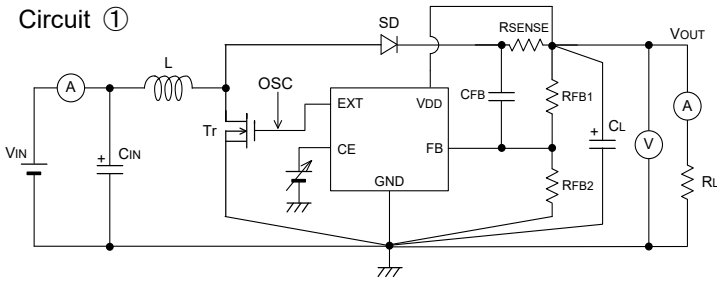 Circuit ①
SD
RSENSE
VOUT
A
L
OSC
EXT
VDD
CFB
RFB1
CL
A
VIN
CIN
Tr
CE
FB
V
GND
RFB2
RL
+
+